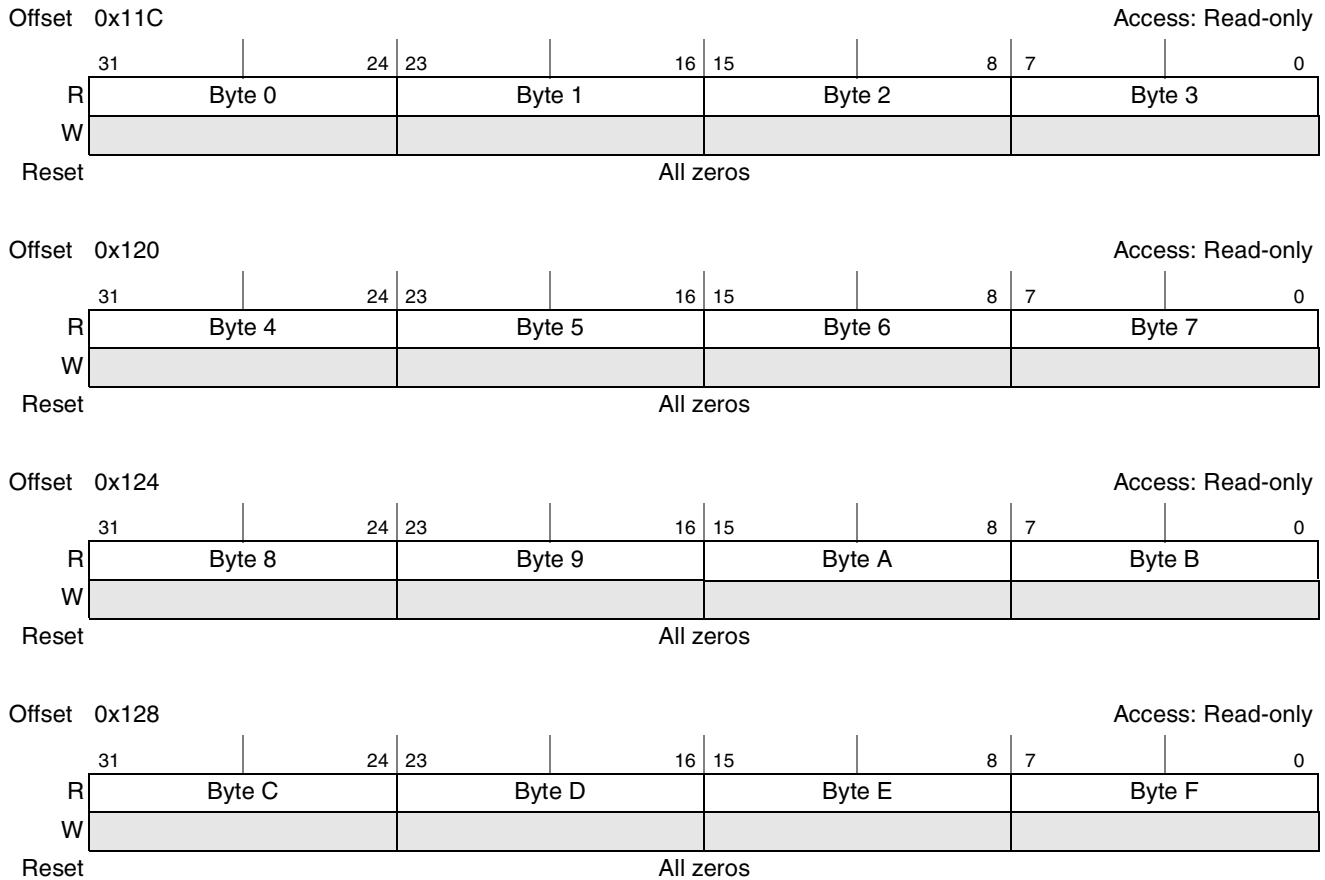 Offset 0x11C Access: Read-only
31 24 23 16 15 8 7 0
R Byte 0 Byte 1 Byte 2 Byte 3
W
Reset All zeros
Offset 0x120 Access: Read-only
31 24 23 16 15 8 7 0
R Byte 4 Byte 5 Byte 6 Byte 7
W
Reset All zeros
Offset 0x124 Access: Read-only
31 24 23 16 15 8 7 0
R Byte 8 Byte 9 Byte A Byte B
W
Reset All zeros
Offset 0x128 Access: Read-only
31 24 23 16 15 8 7 0
R Byte C Byte D Byte E Byte F
W
Reset All zeros